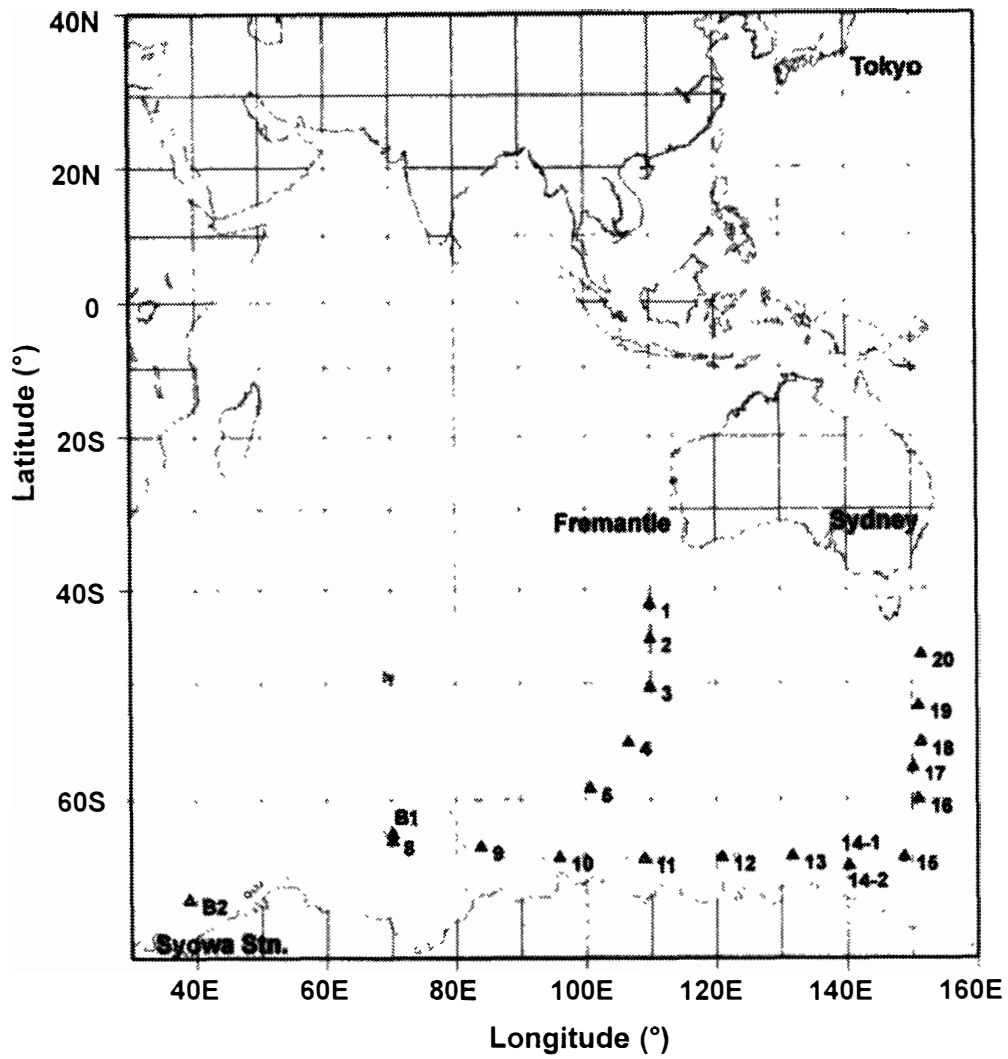 40N
Tokyo
20N
0
Latitude (°)
20S
Fremantle
Sydney
40S
1
2
20
3
19
4
18
17
5
16
60S
B1
8
9
10
11
12
13
14-1
14-2
15
B2
Syowa Stn.
40E
60E
80E
100E
120E
140E
160E
Longitude (°)